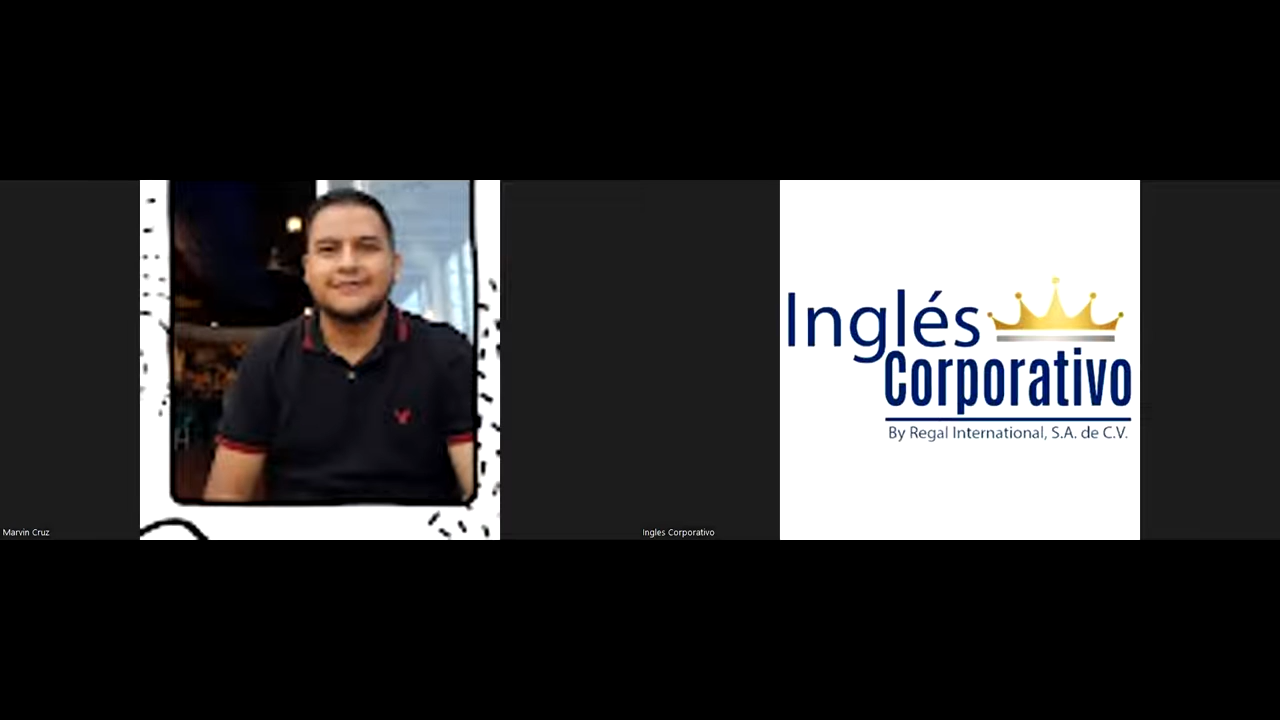 Inglés
Corporativo
By Regal International, S.A. de C.V.
Marvin Cruz
Ingles Corporativo